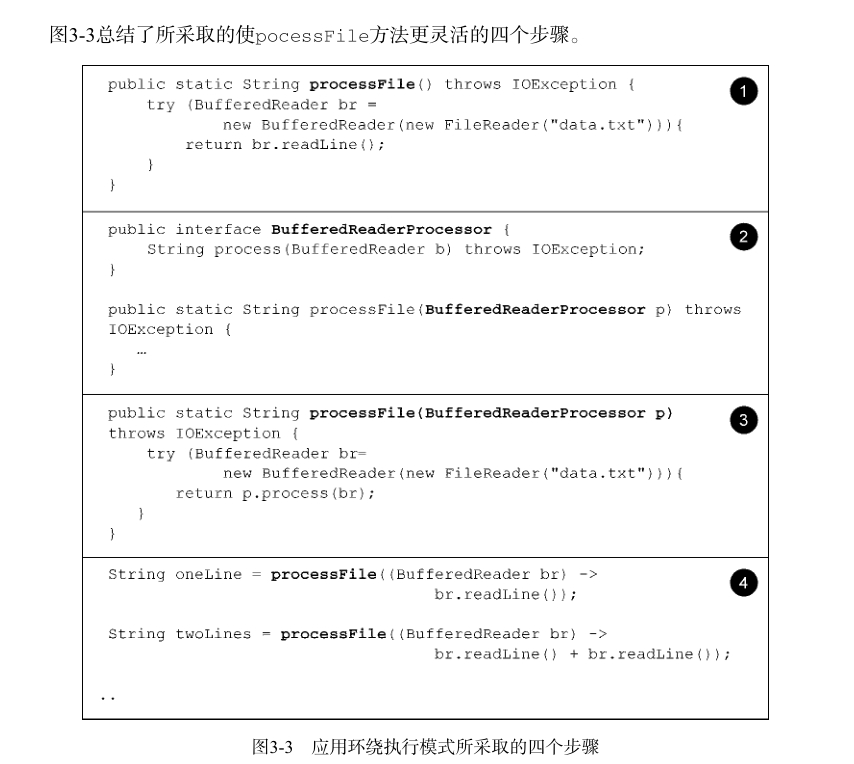 图3-3总结了所采取的使pocessFile方法更灵活的四个步骤。
public static String processFile() throws IOException {
1
try (BufferedReader br =
new BufferedReader(new FileReader("data.txt"))){
return br.readLine();
}
}
public interface BufferedReaderProcessor {
2
String process(BufferedReader b) throws IOException;
}
public static String processFile(BufferedReaderProcessor p) throws
IOException {
…
}
public static String processFile(BufferedReaderProcessor p)
3
throws IOException {
try (BufferedReader br=
new BufferedReader(new FileReader("data.txt"))){
return p.process(br);
}
}
String oneLine = processFile((BufferedReader br) ->
4
br.readLine());
String twoLines = processFile((BufferedReader br) ->
br.readLine() + br.readLine());
..
图3-3 应用环绕执行模式所采取的四个步骤